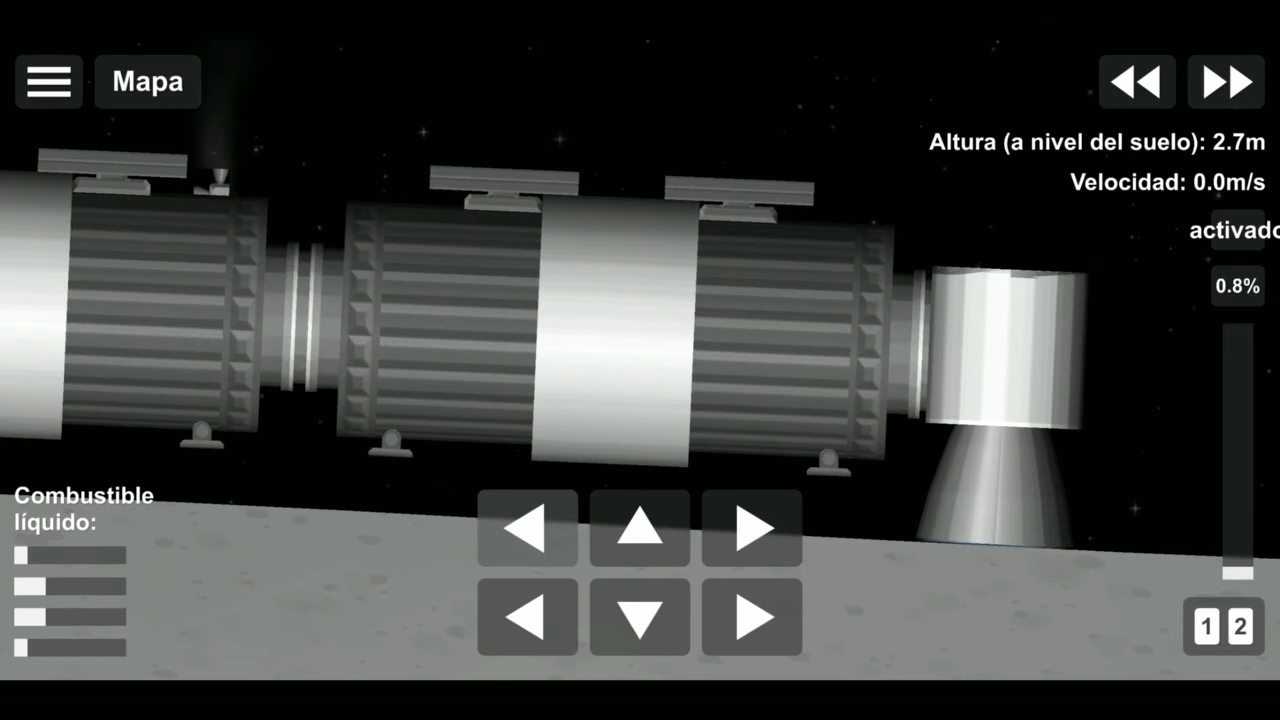 Mapa
Altura (a nivel del suelo): 2.7m
Velocidad: 0.0m/s
activado
0.8%
Combustible
líquido:
1 2